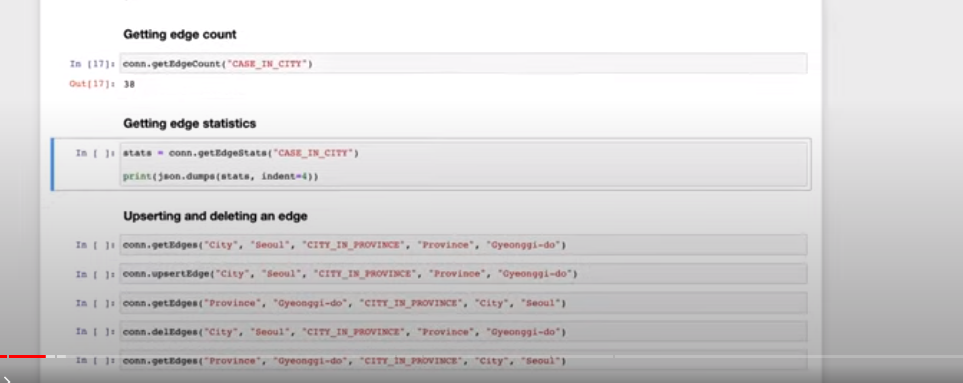 Getting edge count
In [17]: conn.getEdgeCount("CASE_IN_CITY")
Out[17]: 38
Getting edge statistics
In [ ]: stats = conn.getEdgeStats("CASE_IN_CITY")
print(json.dumps(stats, indent=4))
Upserting and deleting an edge
In [ ]: conn.getEdges("City", "Seoul", "CITY_IN_PROVINCE", "Province", "Gyeonggi-do")
In [ ]: conn.upsertEdge("City", "Seoul", "CITY_IN_PROVINCE", "Province", "Gyeonggi-do")
In [ ]: conn.getEdges("Province", "Gyeonggi-do", "CITY_IN_PROVINCE", "City", "Seoul")
In [ ]: conn.delEdges("City", "Seoul", "CITY_IN_PROVINCE", "Province", "Gyeonggi-do")
In [ ]: conn.getEdges("Province", "Gyeonggi-do", "CITY_IN_PROVINCE", "City", "Seoul")